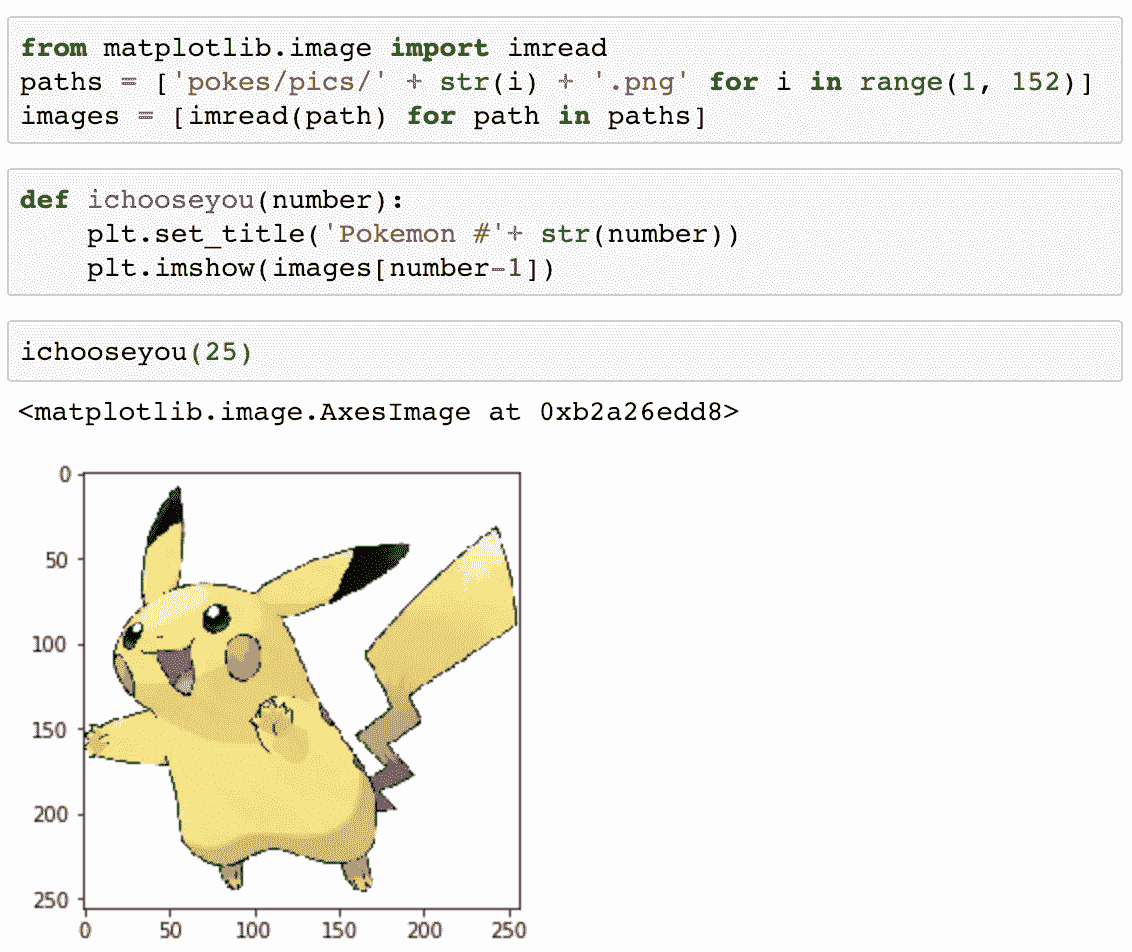 from matplotlib.image import imread
paths = ['pokes/pics/' + str(i) + '.png' for i in range(1, 152)]
images = [imread(path) for path in paths]
def ichooseyou(number):
    plt.set_title('Pokemon #'+ str(number))
    plt.imshow(images[number-1])
ichooseyou(25)
<matplotlib.image.AxesImage at 0xb2a26edd8>
0
50
100
150
200
250
0 50 100 150 200 250